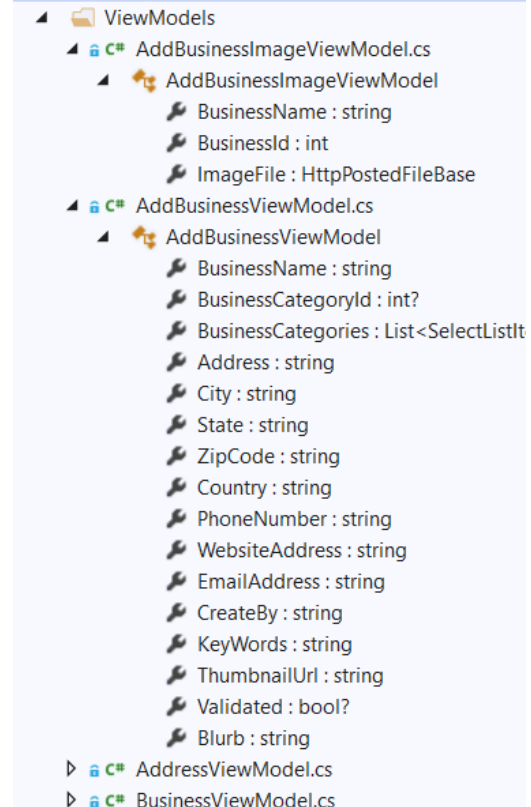 ViewModels
C# AddBusinessImageViewModel.cs
AddBusinessImageViewModel
BusinessName : string
BusinessId : int
ImageFile : HttpPostedFileBase
C# AddBusinessViewModel.cs
AddBusinessViewModel
BusinessName : string
BusinessCategoryId : int?
BusinessCategories : List<SelectListIt
Address : string
City : string
State : string
ZipCode : string
Country : string
PhoneNumber : string
WebsiteAddress : string
EmailAddress : string
CreateBy : string
KeyWords : string
ThumbnailUrl : string
Validated : bool?
Blurb : string
C# AddressViewModel.cs
C# BusinessViewModel.cs